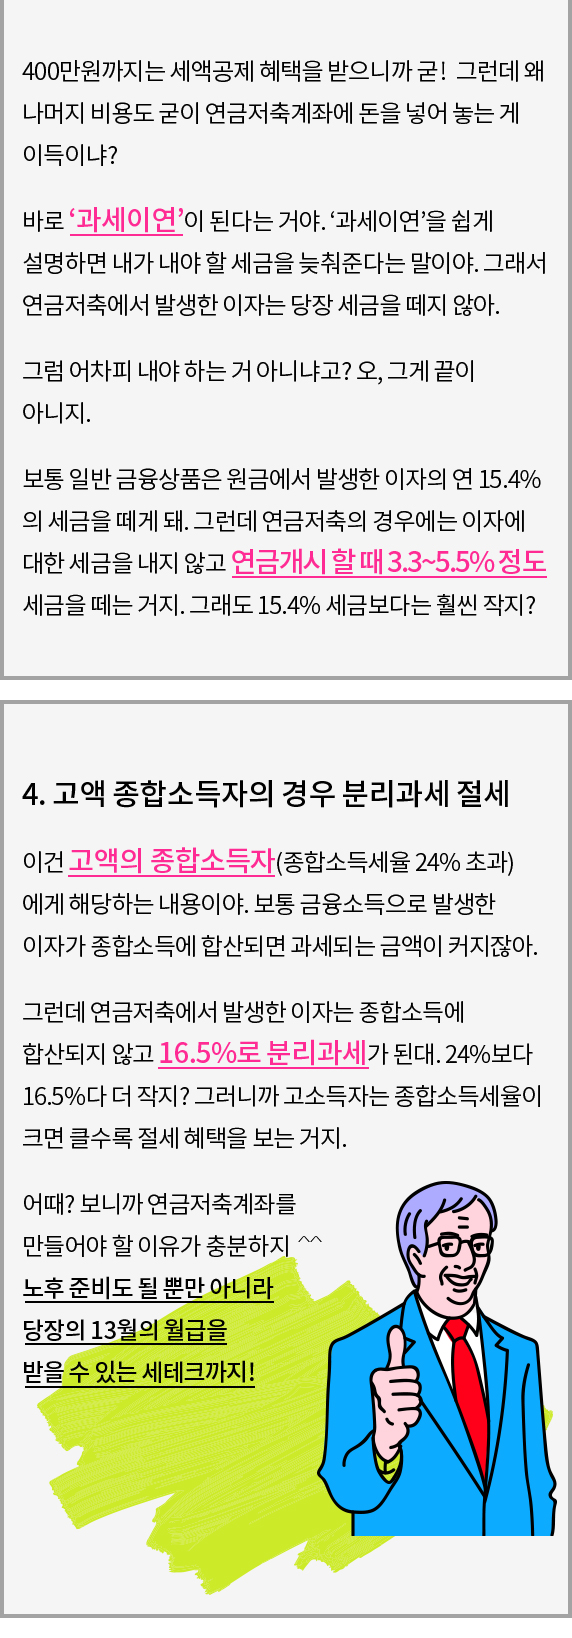 400만원까지는 세액공제 혜택을 받으니까 굳! 그런데 왜
나머지 비용도 굳이 연금저축계좌에 돈을 넣어 놓는 게
이득이냐?
바로 ‘과세이연’이 된다는 거야. ‘과세이연’을 쉽게
설명하면 내가 내야 할 세금을 늦춰준다는 말이야. 그래서
연금저축에서 발생한 이자는 당장 세금을 떼지 않아.
그럼 어차피 내야 하는 거 아니냐고? 오, 그게 끝이
아니지.
보통 일반 금융상품은 원금에서 발생한 이자의 연 15.4%
의 세금을 떼게 돼. 그런데 연금저축의 경우에는 이자에
대한 세금을 내지 않고 연금개시 할 때 3.3~5.5% 정도
세금을 떼는 거지. 그래도 15.4% 세금보다는 훨씬 작지?
4. 고액 종합소득자의 경우 분리과세 절세
이건 고액의 종합소득자(종합소득세율 24% 초과)
에게 해당하는 내용이야. 보통 금융소득으로 발생한
이자가 종합소득에 합산되면 과세되는 금액이 커지잖아.
그런데 연금저축에서 발생한 이자는 종합소득에
합산되지 않고 16.5%로 분리과세가 된대. 24%보다
16.5%다 더 작지? 그러니까 고소득자는 종합소득세율이
크면 클수록 절세 혜택을 보는 거지.
어때? 보니까 연금저축계좌를
만들어야 할 이유가 충분하지 ^^
노후 준비도 될 뿐만 아니라
당장의 13월의 월급을
받을 수 있는 세테크까지!